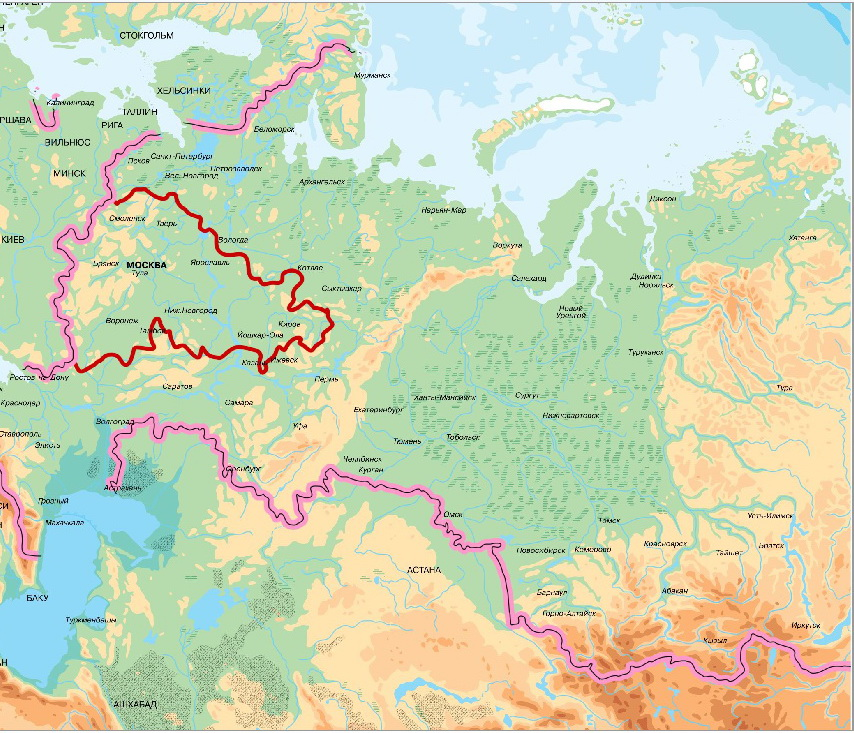 СТОКГОЛЬМ
Мурманск
ХЕЛЬСИНКИ
Калининград
ТАЛЛИН
РШАВА
РИГА
Беломорск
ВИЛЬНЮС
Псков
Санкт-Петербург
Петрозаводск
МИНСК
Вел. Новгород
Архангельск
Диксон
Смоленск
Тверь
Нарьян-Мар
КИЕВ
Вологда
Хатанга
Воркута
Брянск
МОСКВА
Ярославль
Котлас
Тула
Салехард
Дудинка
Норильск
Сыктывкар
Ниж.Новгород
Новый
Уренгой
Воронеж
Тамбов
Киров
Йошкар-Ола
Туруханск
Казань
Ижевск
Ростов-на-Дону
Пермь
Саратов
Тура
Краснодар
Самара
Ханты-Мансийск
Сургут
Екатеринбург
Нижневартовск
Волгоград
Уфа
Ставрополь
Элиста
Тюмень
Тобольск
Челябинск
Оренбург
Курган
Астрахань
Грозный
Омск
Махачкала
Томск
Усть-Илимск
Новосибирск
Кемерово
Красноярск
Братск
Тайшет
АСТАНА
Барнаул
Абакан
БАКУ
Горно-Алтайск
Туркменбаши
Иркутск
Кызыл
АШХАБАД